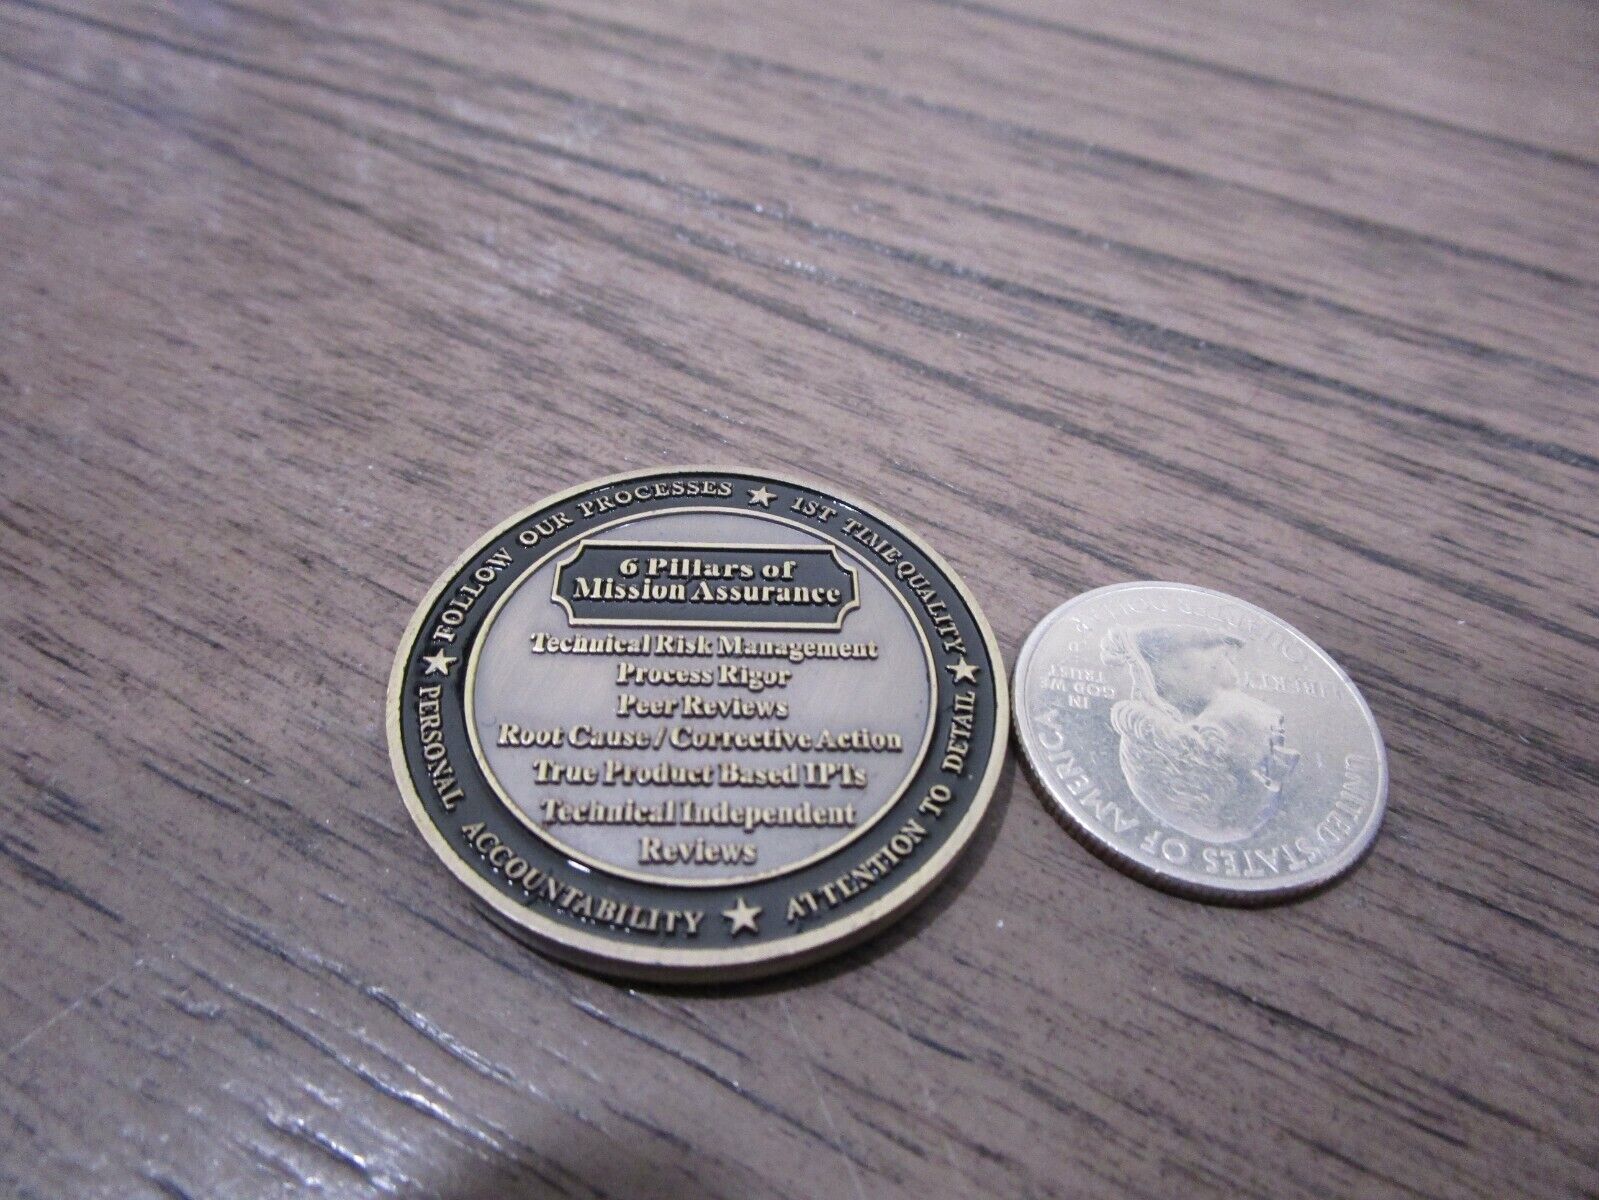 FOLLOW OUR PROCESSES ★ 1ST TIME QUALITY ★
PERSONAL ACCOUNTABILITY ★ ATTENTION TO DETAIL
6 Pillars of
Mission Assurance
Technical Risk Management
Process Rigor
Peer Reviews
Root Cause / Corrective Action
True Product Based IPTs
Technical Independent
Reviews
UNITED STATES OF AMERICA
LIBERTY
IN
GOD WE
TRUST
P
QUARTER DOLLAR